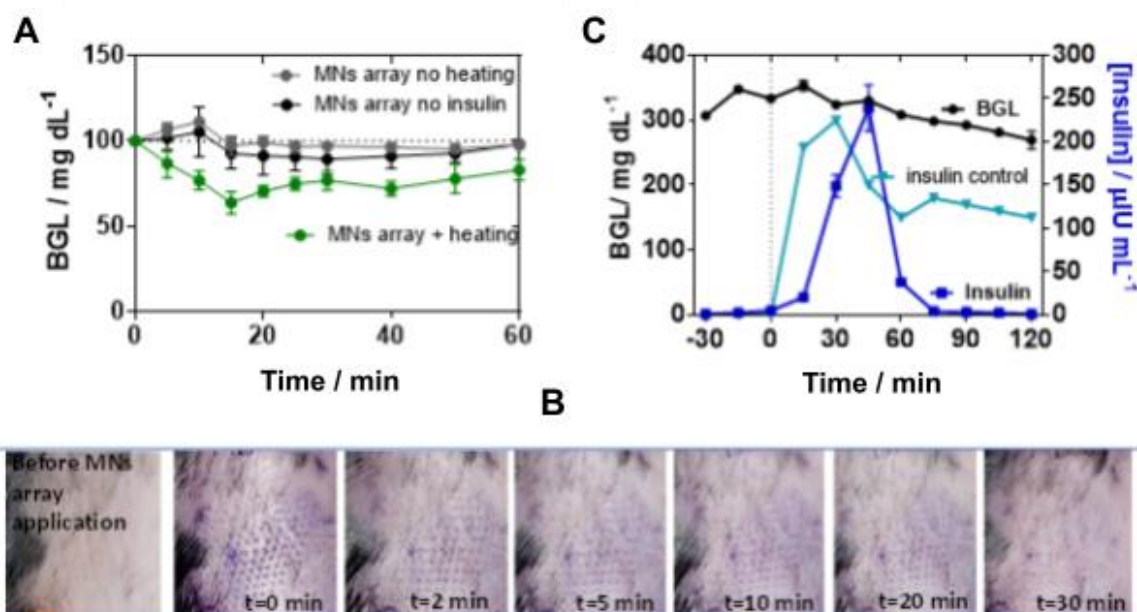 A
BGL / mg dL-1
150
100
50
0
MNs array no heating
MNs array no insulin
MNs array + heating
0
20
40
60
Time / min
C
BGL/ mg dL-1
400
300
200
100
0
BGL
insulin control
Insulin
300
250
200
150
100
50
0
[insulin] / µIU mL-1
-30
0
30
60
90
120
Time / min
B
Before MNs
array
application
t=0 min
t=2 min
t=5 min
t=10 min
t=20 min
t=30 min